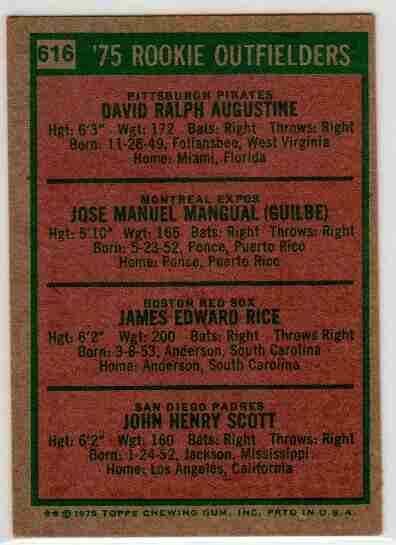 616 '75 ROOKIE OUTFIELDERS
PITTSBURGH PIRATES
DAVID RALPH AUGUSTINE
Hgt: 6'3" Wgt: 172 Bats: Right Throws: Right
Born: 11-28-49, Follansbee, West Virginia
Home: Miami, Florida
MONTREAL EXPOS
JOSE MANUEL MANGUAL (GUILBE)
Hgt: 5'10" Wgt: 165 Bats: Right Throws: Right
Born: 5-23-52, Ponce, Puerto Rico
Home: Ponce, Puerto Rico
BOSTON RED SOX
JAMES EDWARD RICE
Hgt: 6'2" Wgt: 200 Bats: Right Throws Right
Born: 3-8-53, Anderson, South Carolina
Home: Anderson, South Carolina
SAN DIEGO PADRES
JOHN HENRY SCOTT
Hgt: 6'2" Wgt: 160 Bats: Right Throws: Right
Born: 1-24-52, Jackson, Mississippi
Home: Los Angeles, California
** © 1975 TOPPS CHEWING GUM, INC. PRTD IN U.S.A.